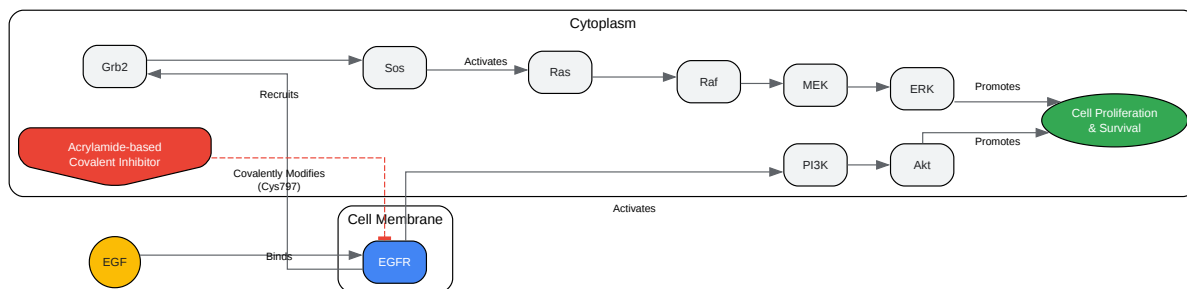 Cytoplasm
Grb2
Sos
Activates
Ras
Raf
MEK
ERK
Promotes
Cell Proliferation
& Survival
Recruits
Acrylamide-based
Covalent Inhibitor
Covalently Modifies
(Cys797)
PI3K
Akt
Promotes
Activates
Cell Membrane
EGF
Binds
EGFR